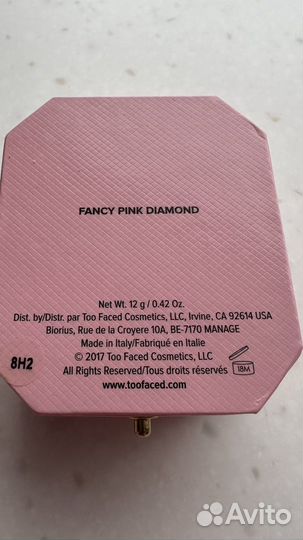 FANCY PINK DIAMOND
Net Wt. 12 g / 0.42 Oz.
Dist. by/Distr. par Too Faced Cosmetics, LLC, Irvine, CA 92614 USA
Biorius, Rue de la Croyere 10A, BE-7170 MANAGE
Made in Italy/Fabriqué en Italie
© 2017 Too Faced Cosmetics, LLC
All Rights Reserved/Tous droits réservés
www.toofaced.com
8H2
18M
Avito